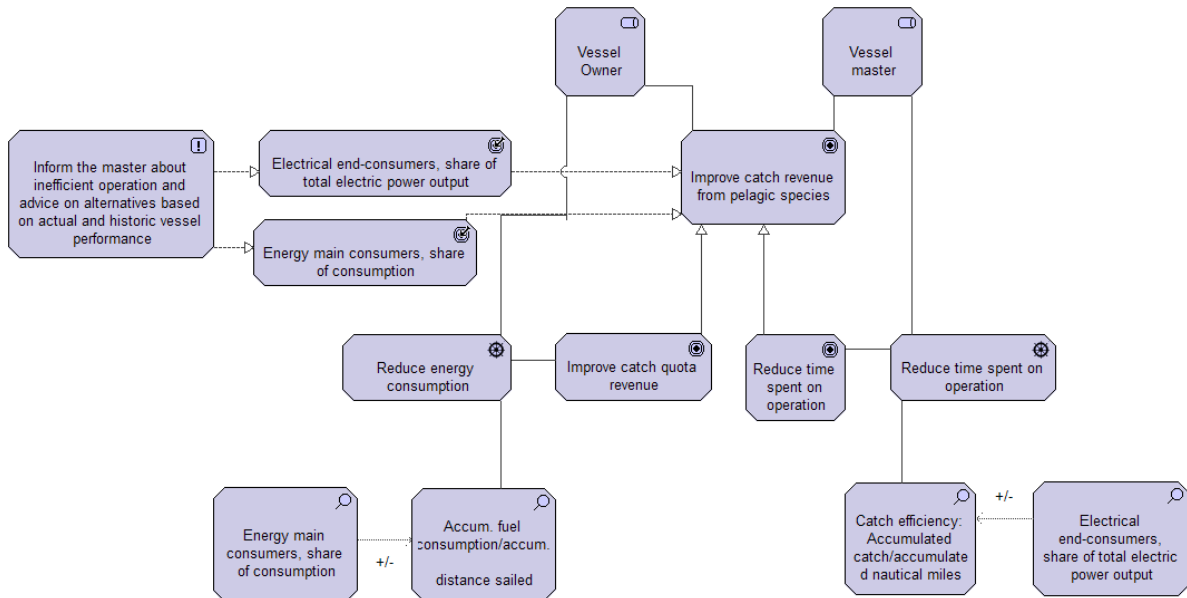 Vessel
Owner
Vessel
master
Inform the master about
inefficient operation and
advice on alternatives based
on actual and historic vessel
performance
Electrical end-consumers, share of
total electric power output
Improve catch revenue
from pelagic species
Energy main consumers, share
of consumption
Reduce energy
consumption
Improve catch quota
revenue
Reduce time
spent on
operation
Reduce time spent on
operation
Energy main
consumers, share
of consumption
+/-
Accum. fuel
consumption/accum.
distance sailed
Catch efficiency:
Accumulated
catch/accumulate
d nautical miles
+/-
Electrical
end-consumers,
share of total electric
power output